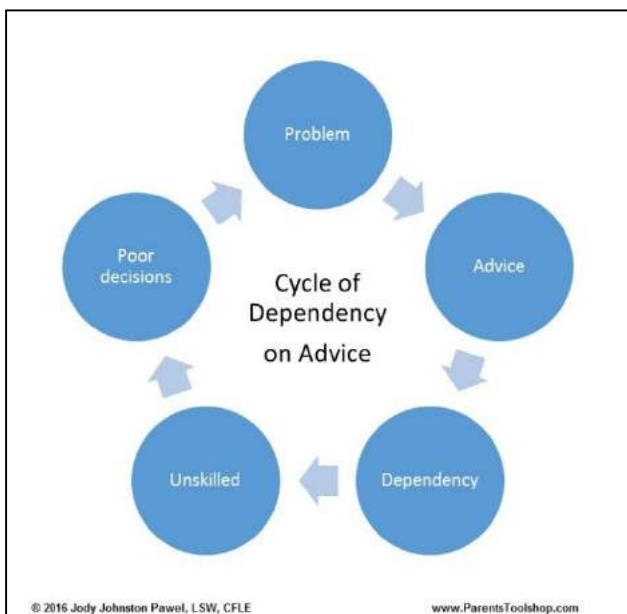 Problem
Advice
Dependency
Unskilled
Poor
decisions
Cycle of
Dependency
on Advice
© 2016 Jody Johnston Pawel, LSW, CFLE
www.ParentsToolshop.com